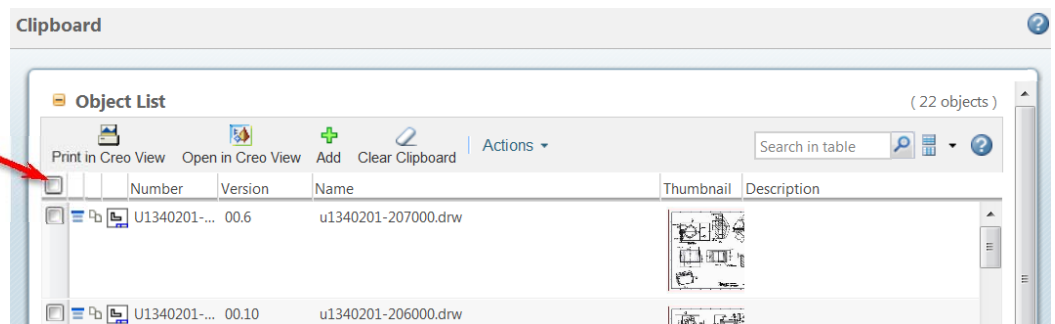 Clipboard
Object List ( 22 objects )
Print in Creo View Open in Creo View Add Clear Clipboard Actions Search in table
Number Version Name Thumbnail Description
U1340201-... 00.6 u1340201-207000.drw
U1340201-... 00.10 u1340201-206000.drw